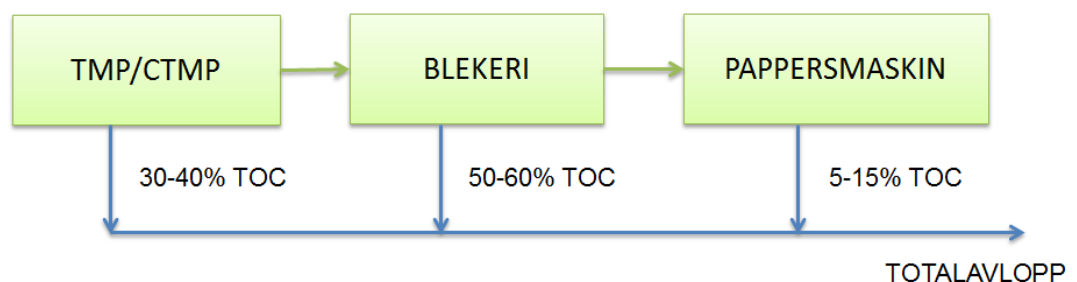 TMP/CTMP
BLEKERI
PAPPERSMASKIN
30-40% TOC
50-60% TOC
5-15% TOC
TOTALAVLOPP